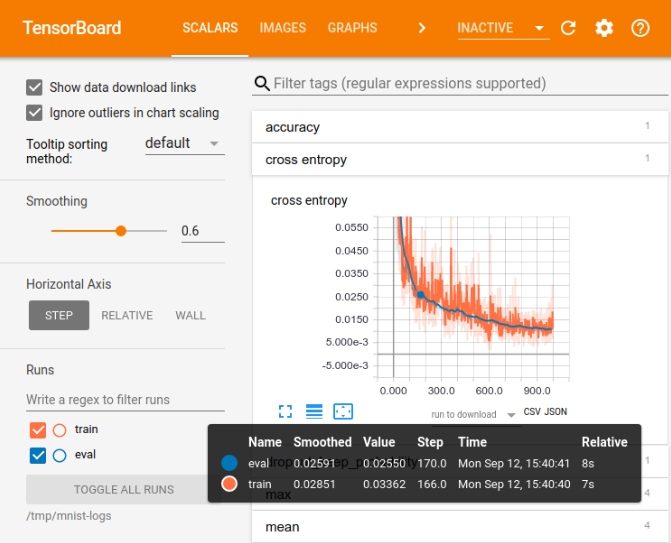 TensorBoard SCALARS IMAGES GRAPHS INACTIVE
Show data download links
Ignore outliers in chart scaling
Tooltip sorting method: default
Smoothing
0.6
Horizontal Axis
STEP RELATIVE WALL
Runs
Write a regex to filter runs
train
eval
TOGGLE ALL RUNS
/tmp/mnist-logs
Filter tags (regular expressions supported)
accuracy 1
cross entropy 1
cross entropy
0.0550
0.0450
0.0350
0.0250
0.0150
5.000e-3
-5.000e-3
0.000 300.0 600.0 900.0
run to download CSV JSON
Name Smoothed Value Step Time Relative
eval 0.02591 0.02550 170.0 Mon Sep 12, 15:40:41 8s
train 0.02851 0.03362 166.0 Mon Sep 12, 15:40:40 7s
1
max 4
mean 4